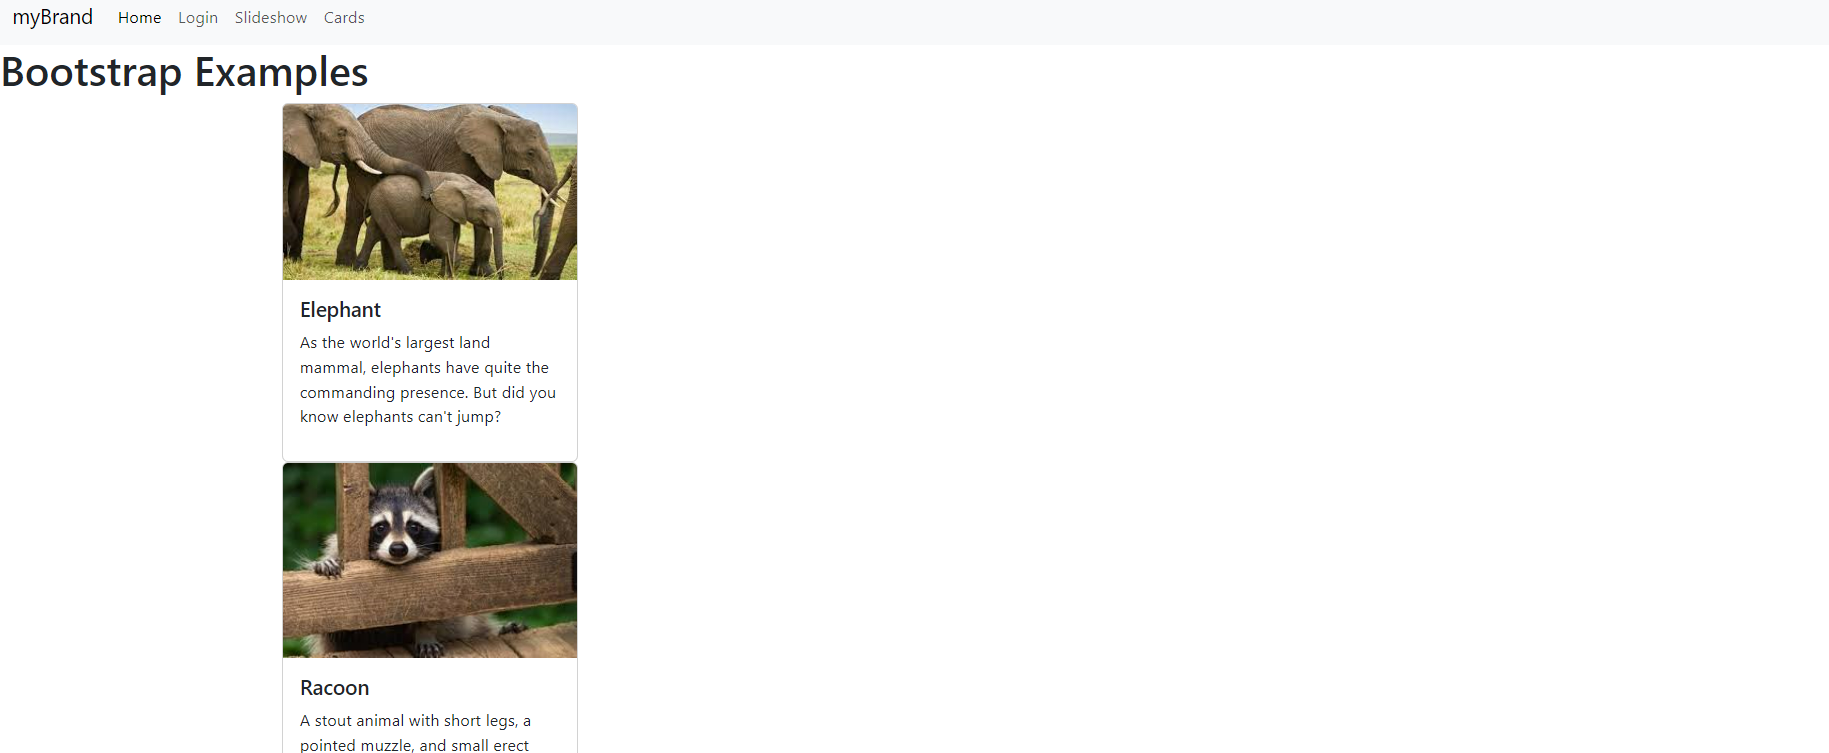 myBrand Home Login Slideshow Cards
Bootstrap Examples
Elephant
As the world's largest land
mammal, elephants have quite the
commanding presence. But did you
know elephants can't jump?
Racoon
A stout animal with short legs, a
pointed muzzle, and small erect